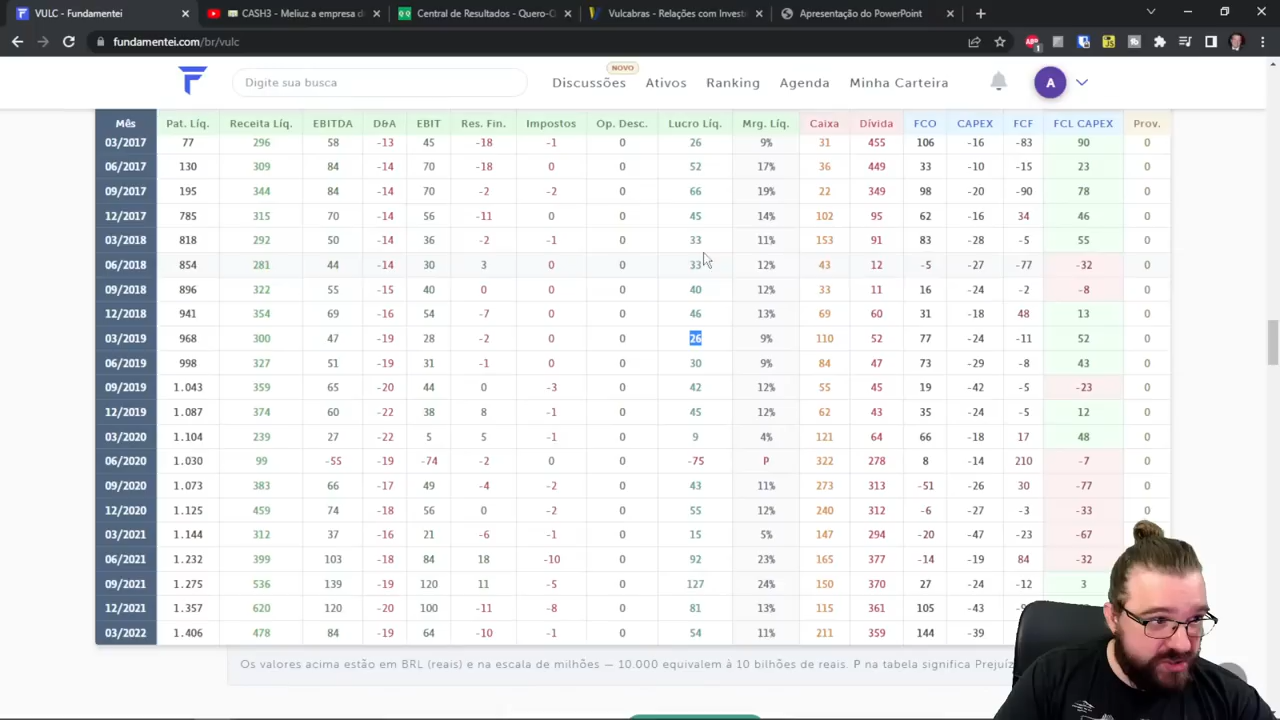 VULC - Fundamentei
CASH3 - Meliuz a empresa d
Central de Resultados - Quero-Q
Vulcabras - Relações com Invest
Apresentação do PowerPoint
fundamentei.com/br/vulc
Digite sua busca
NOVO
Discussões Ativos Ranking Agenda Minha Carteira
A
Mês Pat. Líq. Receita Líq. EBITDA D&A EBIT Res. Fin. Impostos Op. Desc. Lucro Líq. Mrg. Líq. Caixa Dívida FCO CAPEX FCF FCL CAPEX Prov.
03/2017 77 296 58 -13 45 -18 -1 0 26 9% 31 455 106 -16 -83 90 0
06/2017 130 309 84 -14 70 -18 0 0 52 17% 36 449 33 -10 -15 23 0
09/2017 195 344 84 -14 70 -2 -2 0 66 19% 22 349 98 -20 -90 78 0
12/2017 785 315 70 -14 56 -11 0 0 45 14% 102 95 62 -16 34 46 0
03/2018 818 292 50 -14 36 -2 -1 0 33 11% 153 91 83 -28 -5 55 0
06/2018 854 281 44 -14 30 3 0 0 33 12% 43 12 -5 -27 -77 -32 0
09/2018 896 322 55 -15 40 0 0 0 40 12% 33 11 16 -24 -2 -8 0
12/2018 941 354 69 -16 54 -7 0 0 46 13% 69 60 31 -18 48 13 0
03/2019 968 300 47 -19 28 -2 0 0 26 9% 110 52 77 -24 -11 52 0
06/2019 998 327 51 -19 31 -1 0 0 30 9% 84 47 73 -29 -8 43 0
09/2019 1.043 359 65 -20 44 0 -3 0 42 12% 55 45 19 -42 -5 -23 0
12/2019 1.087 374 60 -22 38 8 -1 0 45 12% 62 43 35 -24 -5 12 0
03/2020 1.104 239 27 -22 5 5 -1 0 9 4% 121 64 66 -18 17 48 0
06/2020 1.030 99 -55 -19 -74 -2 0 0 -75 P 322 278 8 -14 210 -7 0
09/2020 1.073 383 66 -17 49 -4 -2 0 43 11% 273 313 -51 -26 30 -77 0
12/2020 1.125 459 74 -18 56 0 -2 0 55 12% 240 312 -6 -27 -3 -33 0
03/2021 1.144 312 37 -16 21 -6 -1 0 15 5% 147 294 -20 -47 -23 -67
06/2021 1.232 399 103 -18 84 18 -10 0 92 23% 165 377 -14 -19 84 -32
09/2021 1.275 536 139 -19 120 11 -5 0 127 24% 150 370 27 -24 -12 3
12/2021 1.357 620 120 -20 100 -11 -8 0 81 13% 115 361 105 -43
03/2022 1.406 478 84 -19 64 -10 -1 0 54 11% 211 359 144 -39
Os valores acima estão em BRL (reais) e na escala de milhões — 10.000 equivalem à 10 bilhões de reais. P na tabela significa Prejuíz